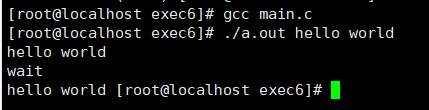 [root@localhost exec6]# gcc main.c
[root@localhost exec6]# ./a.out hello world
hello world
wait
hello world [root@localhost exec6]#